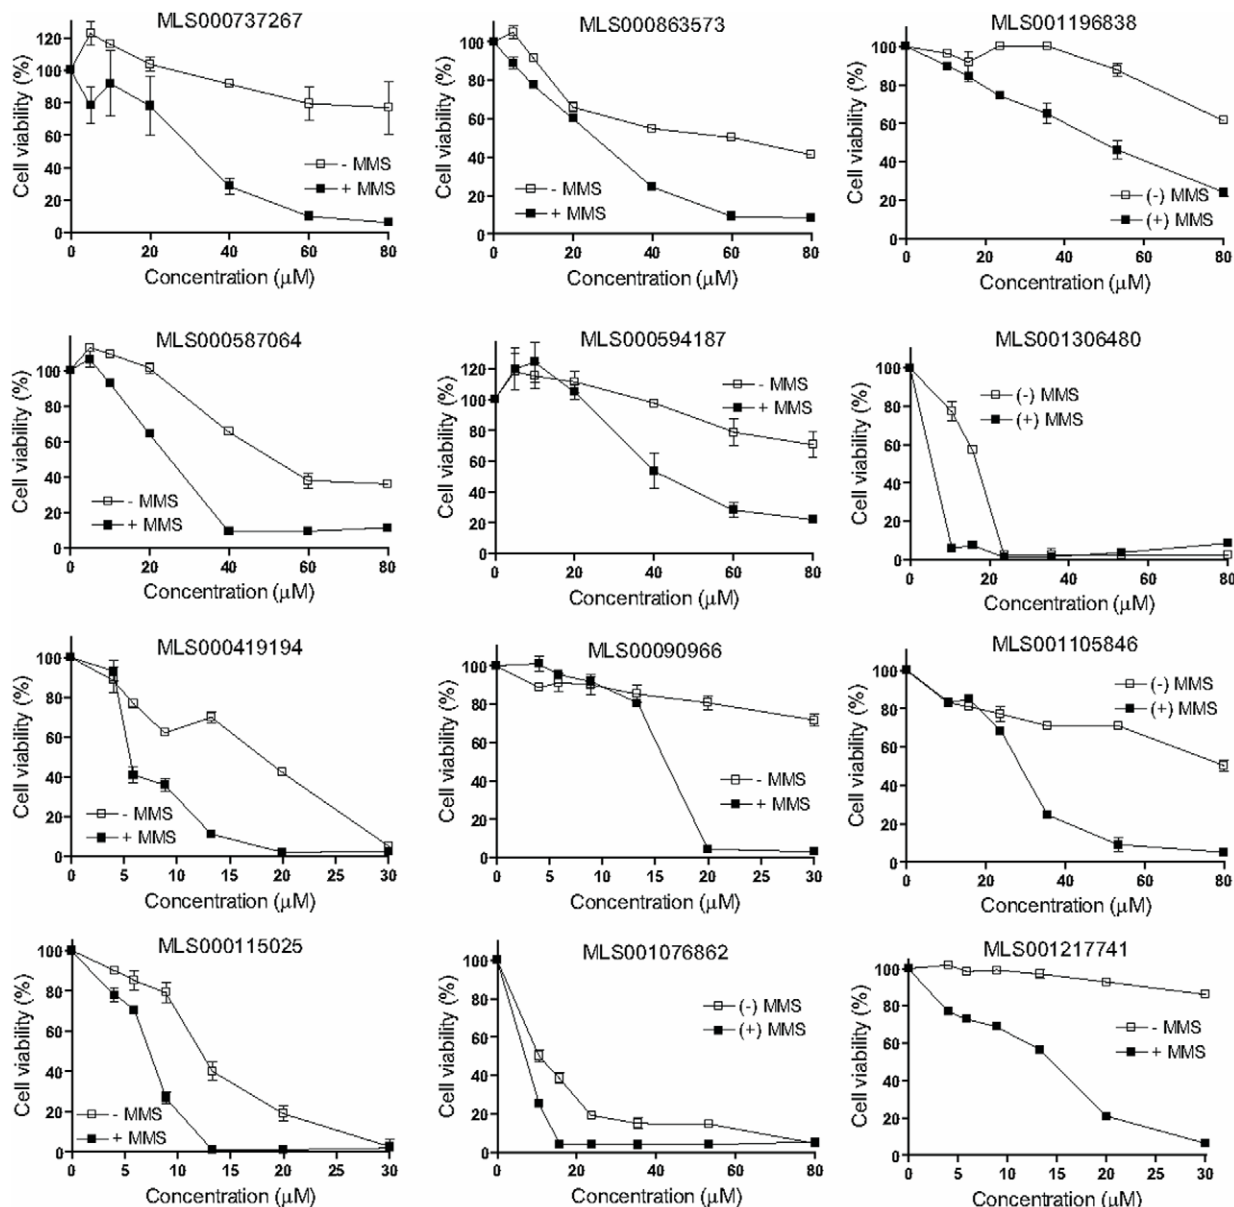 MLS000737267
Cell viability (%)
120
100
80
60
40
20
0
- MMS
+ MMS
0 20 40 60 80
Concentration (μM)
MLS000863573
Cell viability (%)
100
80
60
40
20
0
- MMS
+ MMS
0 20 40 60 80
Concentration (μM)
MLS001196838
Cell viability (%)
100
80
60
40
20
0
(-) MMS
(+) MMS
0 20 40 60 80
Concentration (μM)
MLS000587064
Cell viability (%)
100
80
60
40
20
0
- MMS
+ MMS
0 20 40 60 80
Concentration (μM)
MLS000594187
Cell viability (%)
120
100
80
60
40
20
0
- MMS
+ MMS
0 20 40 60 80
Concentration (μM)
MLS001306480
Cell viability (%)
100
80
60
40
20
0
(-) MMS
(+) MMS
0 20 40 60 80
Concentration (μM)
MLS000419194
Cell viability (%)
100
80
60
40
20
0
- MMS
+ MMS
0 5 10 15 20 25 30
Concentration (μM)
MLS00090966
Cell viability (%)
100
80
60
40
20
0
- MMS
+ MMS
0 5 10 15 20 25 30
Concentration (μM)
MLS001105846
Cell viability (%)
100
80
60
40
20
0
(-) MMS
(+) MMS
0 20 40 60 80
Concentration (μM)
MLS000115025
Cell viability (%)
100
80
60
40
20
0
- MMS
+ MMS
0 5 10 15 20 25 30
Concentration (μM)
MLS001076862
Cell viability (%)
100
80
60
40
20
0
(-) MMS
(+) MMS
0 20 40 60 80
Concentration (μM)
MLS001217741
Cell viability (%)
100
80
60
40
20
0
- MMS
+ MMS
0 5 10 15 20 25 30
Concentration (μM)